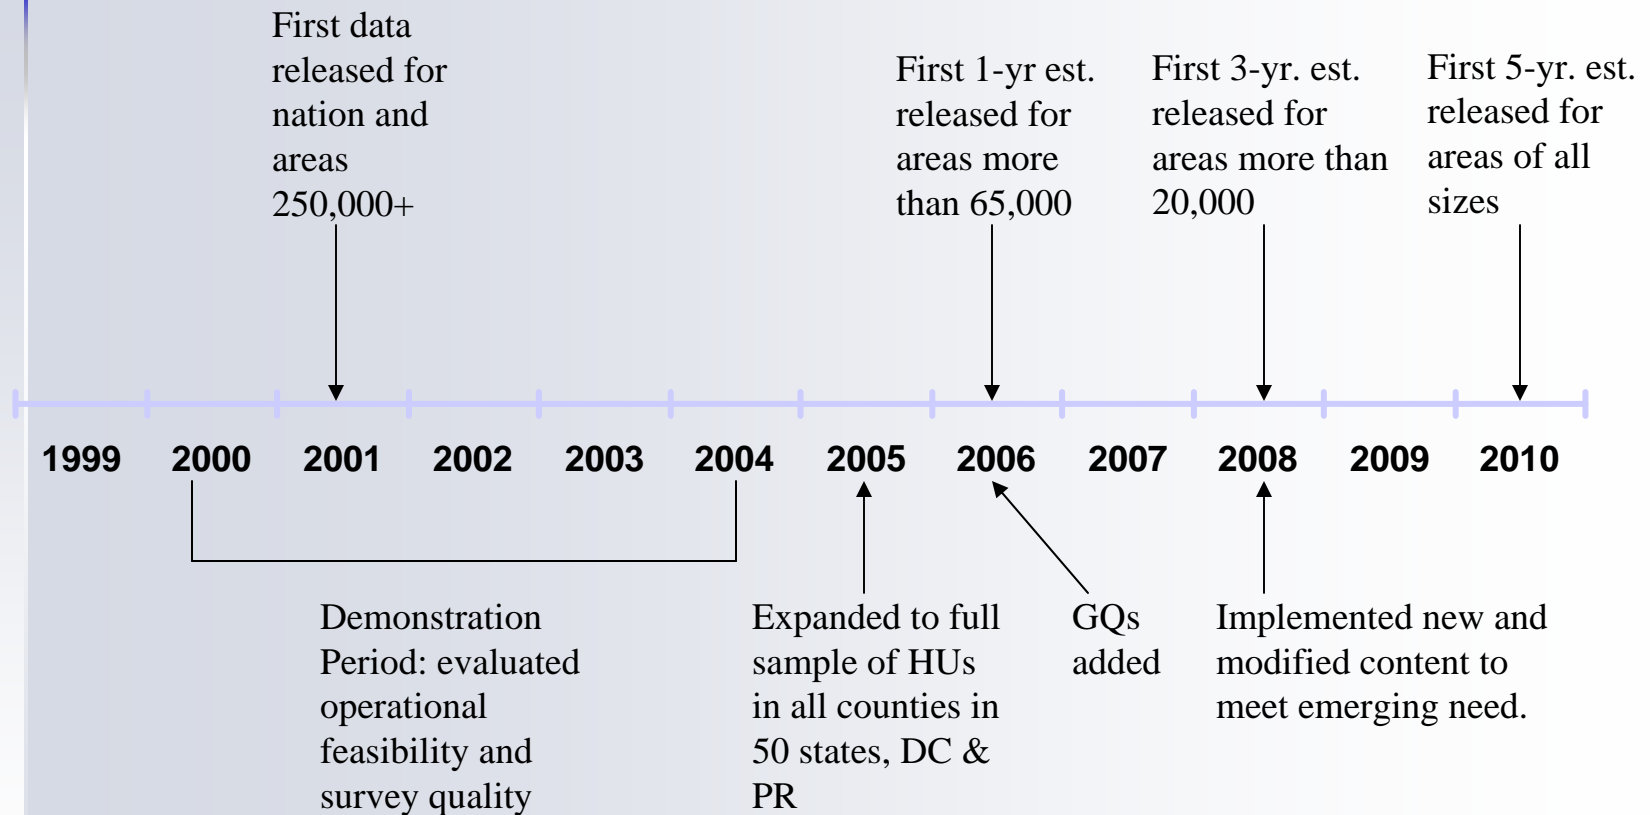 First data
released for
nation and
areas
250,000+
First 1-yr est.
released for
areas more
than 65,000
First 3-yr. est.
released for
areas more than
20,000
First 5-yr. est.
released for
areas of all
sizes
1999 2000 2001 2002 2003 2004 2005 2006 2007 2008 2009 2010
Demonstration
Period: evaluated
operational
feasibility and
survey quality
Expanded to full
sample of HUs
in all counties in
50 states, DC &
PR
GQs
added
Implemented new and
modified content to
meet emerging need.